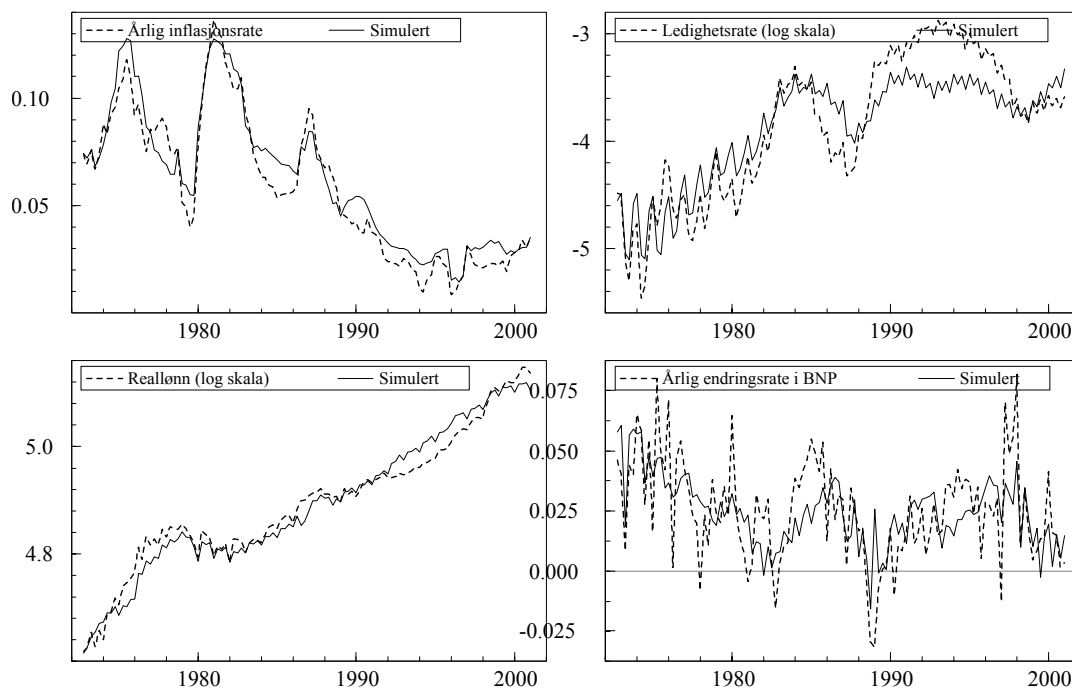 Årlig inflasjonsrate Simulert
0.10
0.05
1980 1990 2000
Ledighetsrate (log skala) Simulert
-3
-4
-5
1980 1990 2000
Reallønn (log skala) Simulert
5.0
4.8
1980 1990 2000
Årlig endringsrate i BNP Simulert
0.075
0.050
0.025
0.000
-0.025
1980 1990 2000